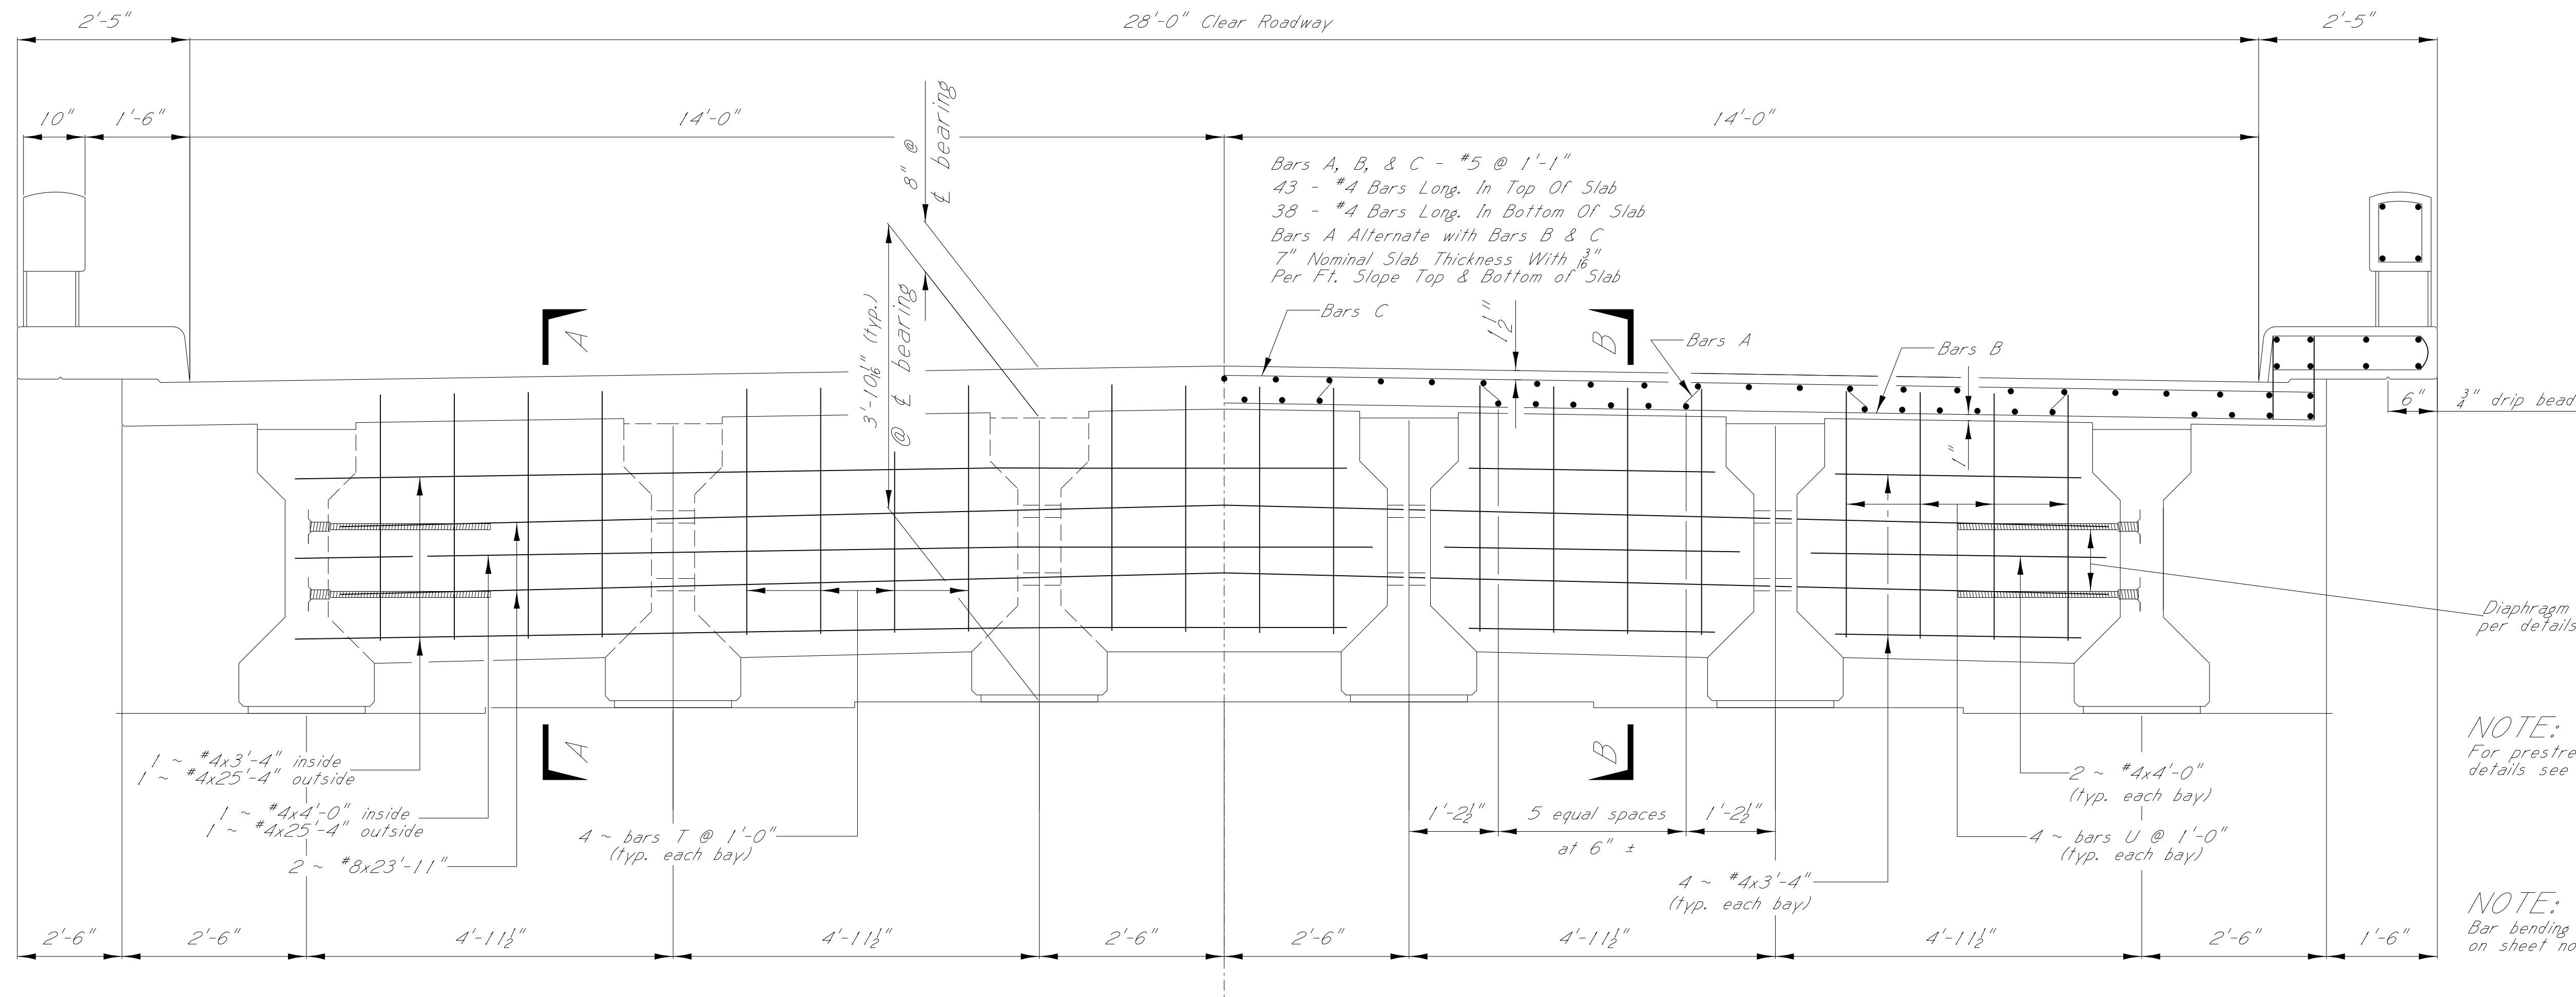 2'-5"
28'-0" Clear Roadway
2'-5"
10"
1'-6"
14'-0"
14'-0"
8" @
℄ bearing
Bars A, B, & C - #5 @ 1'-1"
43 - #4 Bars Long. In Top Of Slab
38 - #4 Bars Long. In Bottom Of Slab
Bars A Alternate with Bars B & C
7" Nominal Slab Thickness With 3/16"
Per Ft. Slope Top & Bottom of Slab
3'-10 1/16" (typ.)
@ ℄ bearing
A
Bars C
1 1/2"
B
Bars A
Bars B
1"
6"
3/4" drip bead
Diaphragm
per details
A
B
1 ~ #4x3'-4" inside
1 ~ #4x25'-4" outside
1 ~ #4x4'-0" inside
1 ~ #4x25'-4" outside
2 ~ #8x23'-11"
4 ~ bars T @ 1'-0"
(typ. each bay)
1'-2 1/2"
5 equal spaces
at 6" ±
1'-2 1/2"
2 ~ #4x4'-0"
(typ. each bay)
4 ~ bars U @ 1'-0"
(typ. each bay)
4 ~ #4x3'-4"
(typ. each bay)
NOTE:
For prestre
details see
NOTE:
Bar bending
on sheet no
2'-6"
2'-6"
4'-11 1/2"
4'-11 1/2"
2'-6"
2'-6"
4'-11 1/2"
4'-11 1/2"
2'-6"
1'-6"